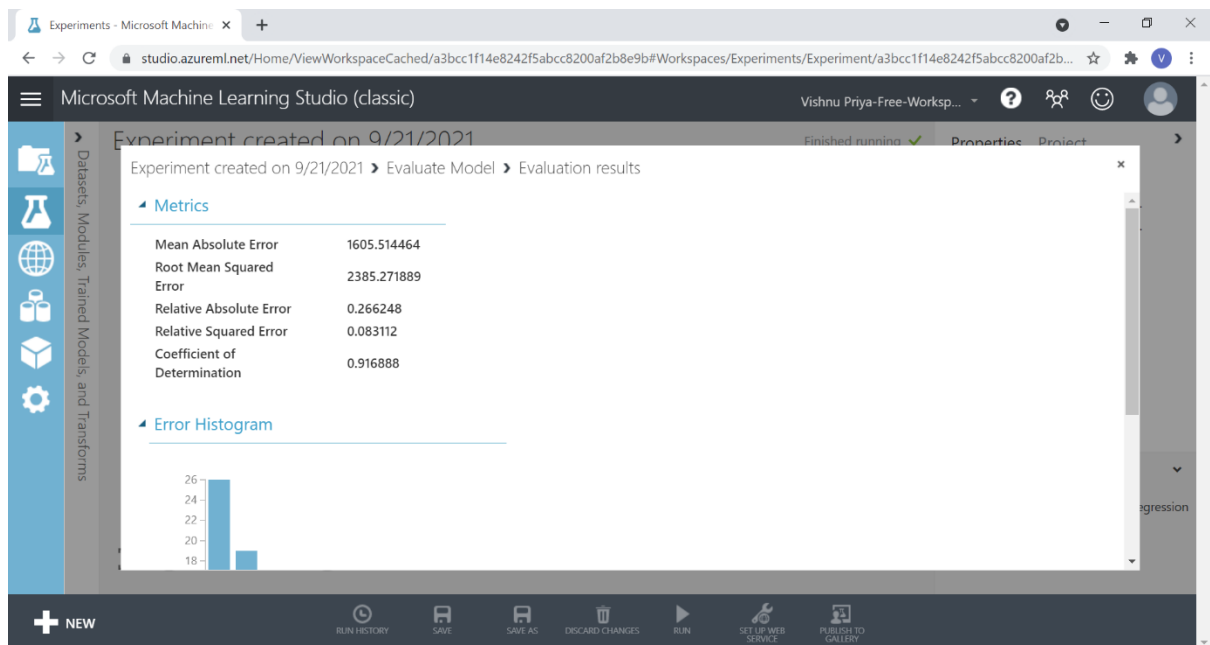 Experiments - Microsoft Machine
studio.azureml.net/Home/ViewWorkspaceCached/a3bcc1f14e8242f5abcc8200af2b8e9b#Workspaces/Experiments/Experiment/a3bcc1f14e8242f5abcc8200af2b...
V
Microsoft Machine Learning Studio (classic)
Vishnu Priya-Free-Worksp...
?
Experiment created on 9/21/2021
Finished running
Properties Project
Datasets, Modules, Trained Models, and Transforms
Experiment created on 9/21/2021 > Evaluate Model > Evaluation results
Metrics
Mean Absolute Error 1605.514464
Root Mean Squared
Error 2385.271889
Relative Absolute Error 0.266248
Relative Squared Error 0.083112
Coefficient of
Determination 0.916888
Error Histogram
26
24
22
20
18
egression
NEW
RUN HISTORY
SAVE
SAVE AS
DISCARD CHANGES
RUN
SET UP WEB
SERVICE
PUBLISH TO
GALLERY